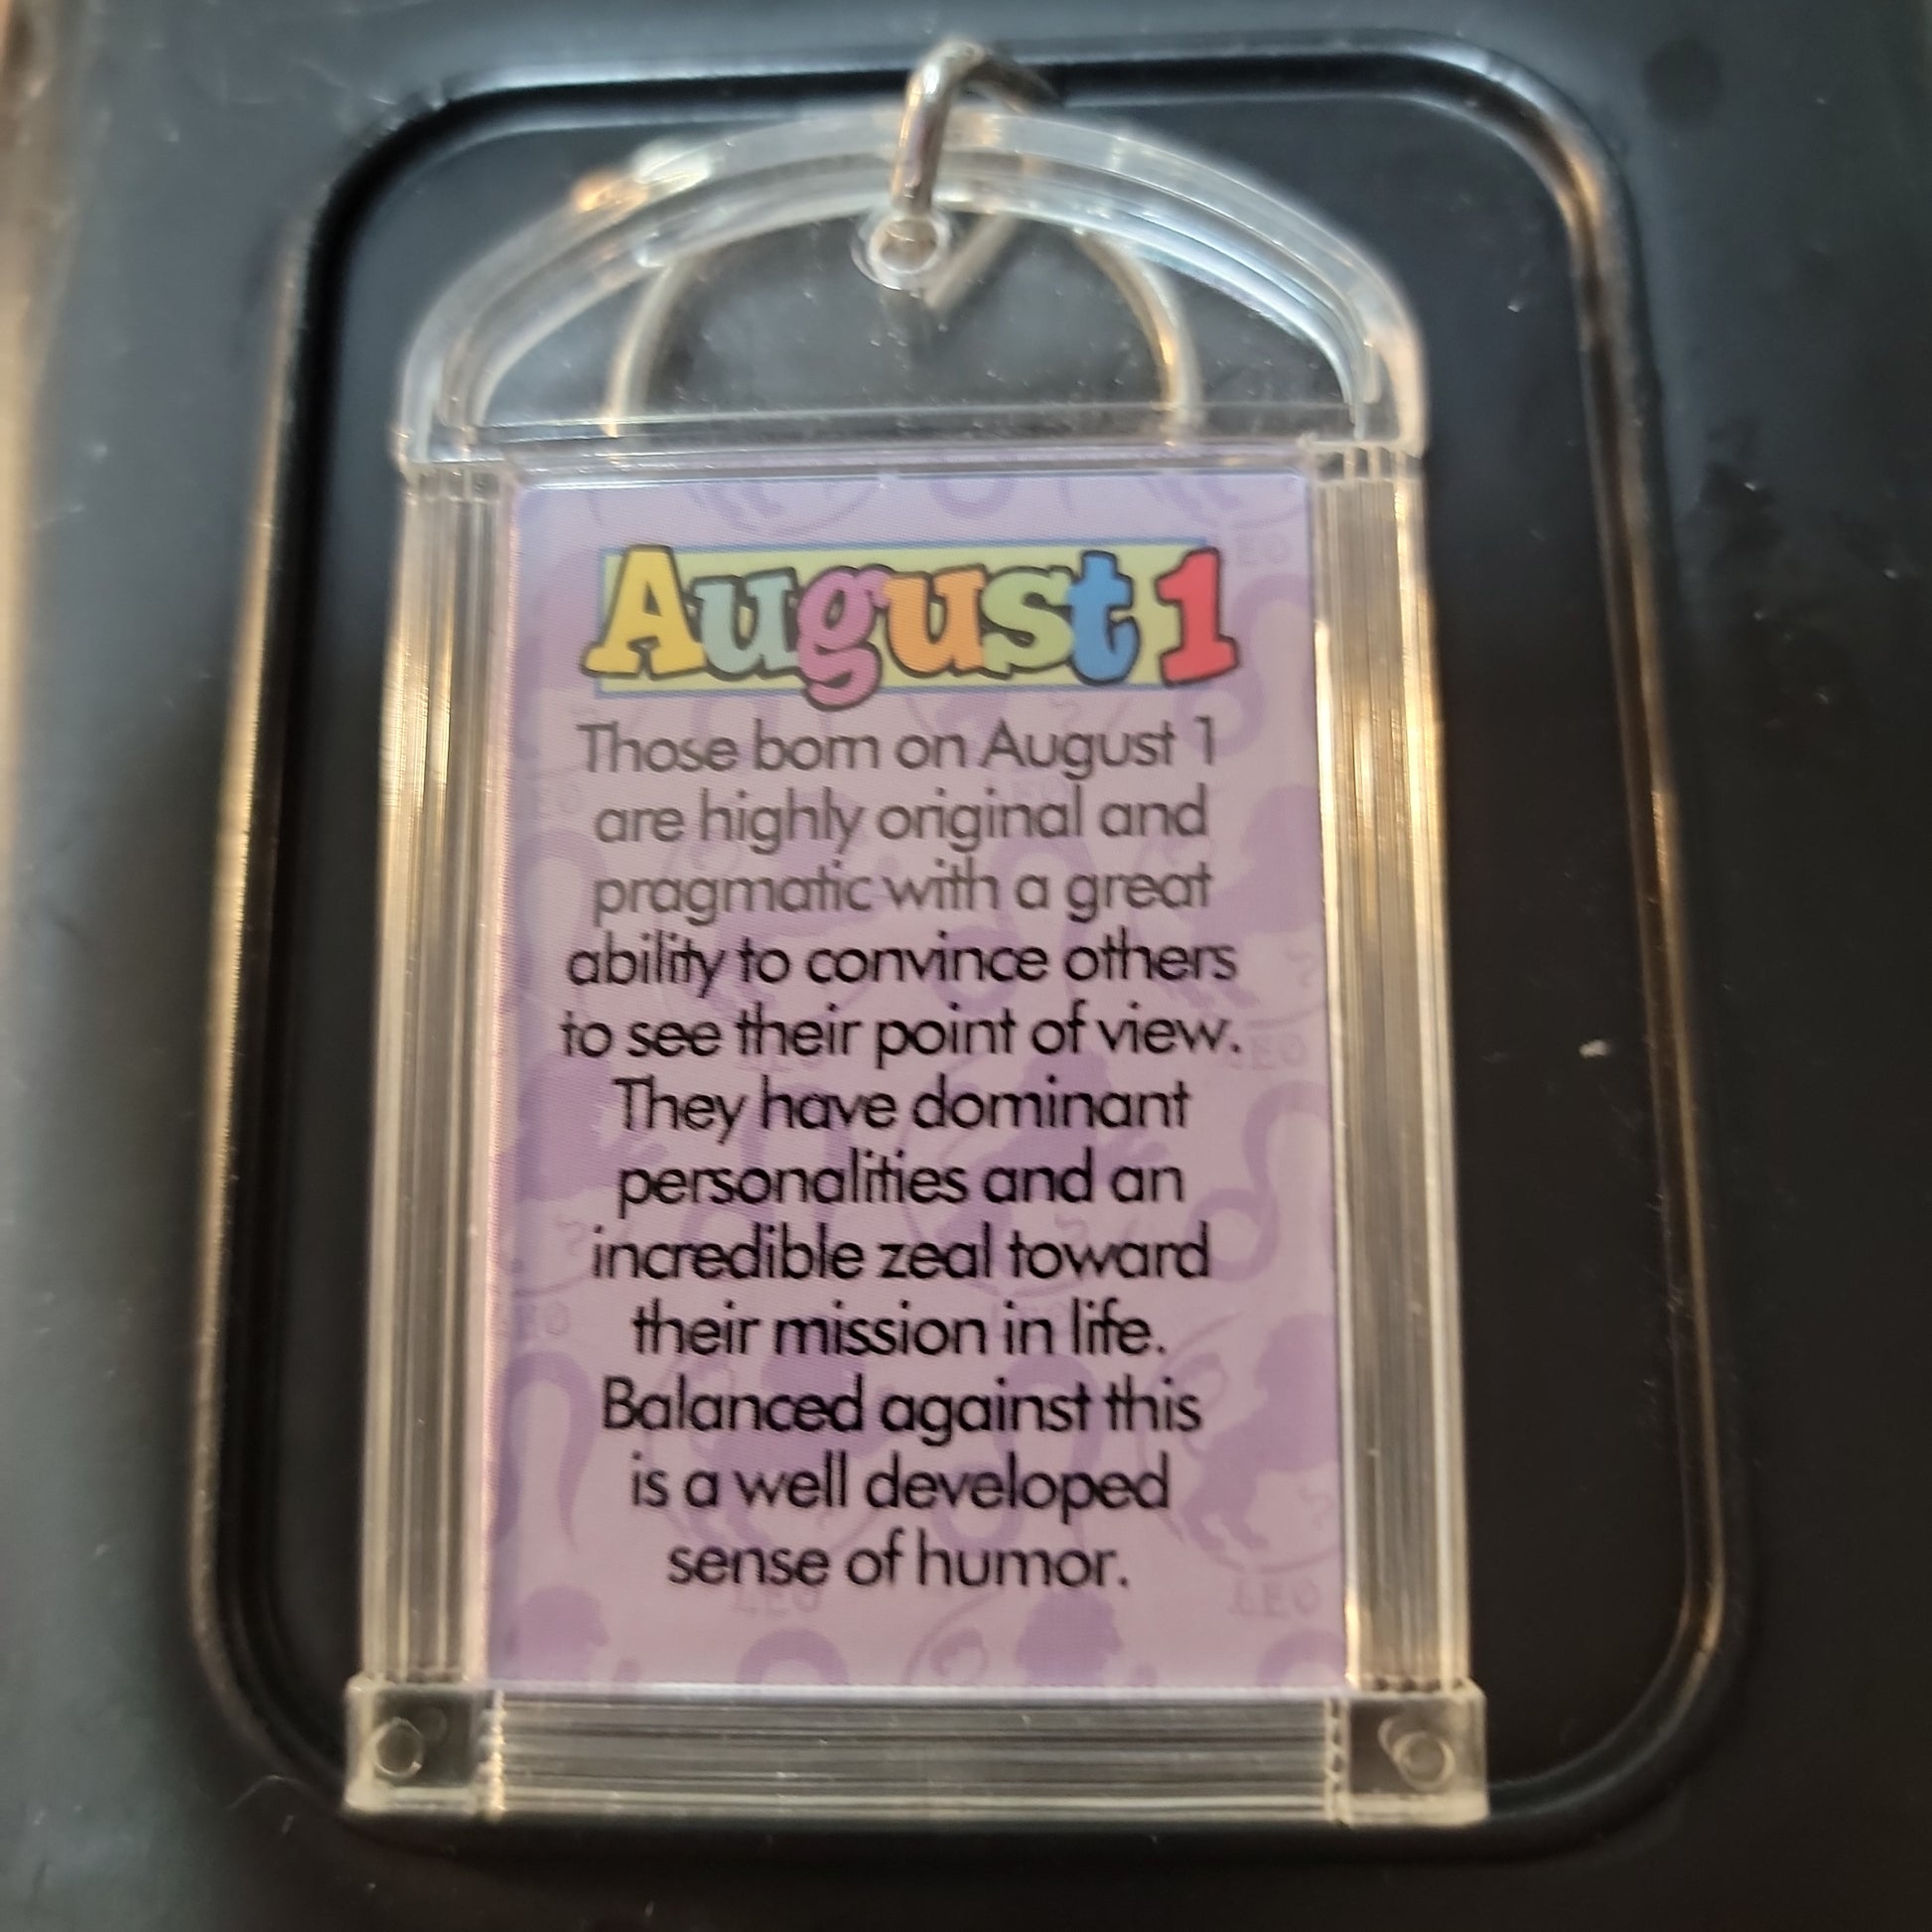 August 1
Those born on August 1
are highly original and
pragmatic with a great
ability to convince others
to see their point of view.
They have dominant
personalities and an
incredible zeal toward
their mission in life.
Balanced against this
is a well developed
sense of humor.
LEO
LEO